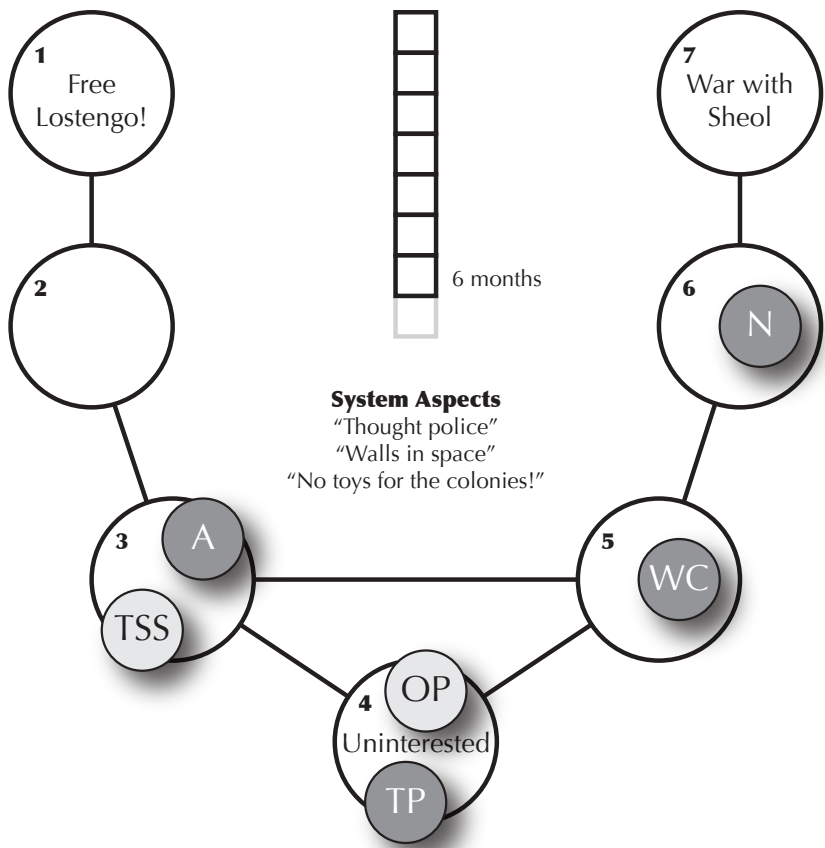 1
Free
Lostengo!
7
War with
Sheol
6 months
2
6
N
System Aspects
“Thought police”
“Walls in space”
“No toys for the colonies!”
3
A
TSS
5
WC
4
OP
Uninterested
TP